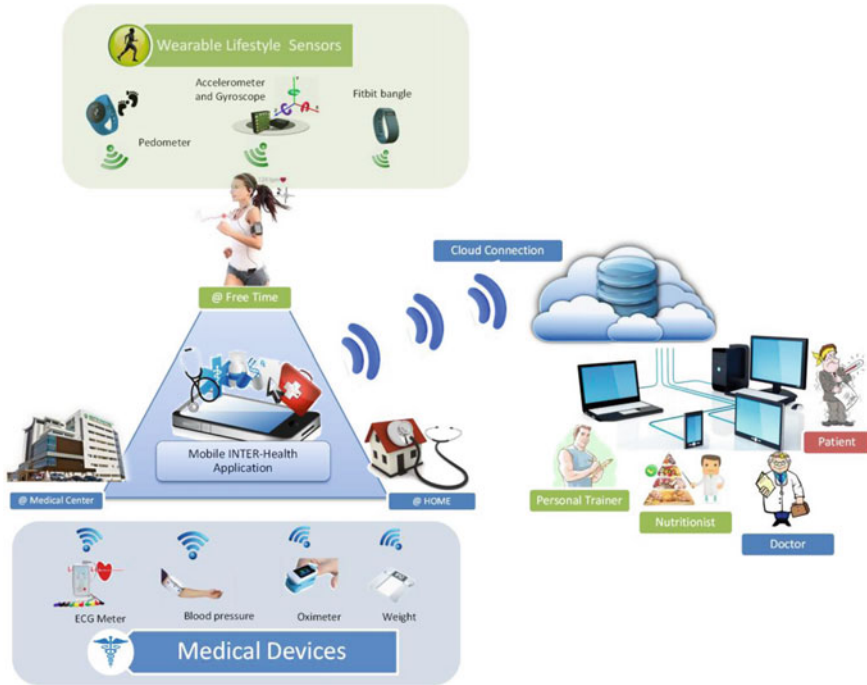 Wearable Lifestyle Sensors
Accelerometer
and Gyroscope
Fitbit bangle
Pedometer
Cloud Connection
@ Free Time
Mobile INTER-Health
Application
@ Medical Center
@ HOME
Patient
Personal Trainer
Nutritionist
Doctor
ECG Meter
Blood pressure
Oximeter
Weight
Medical Devices